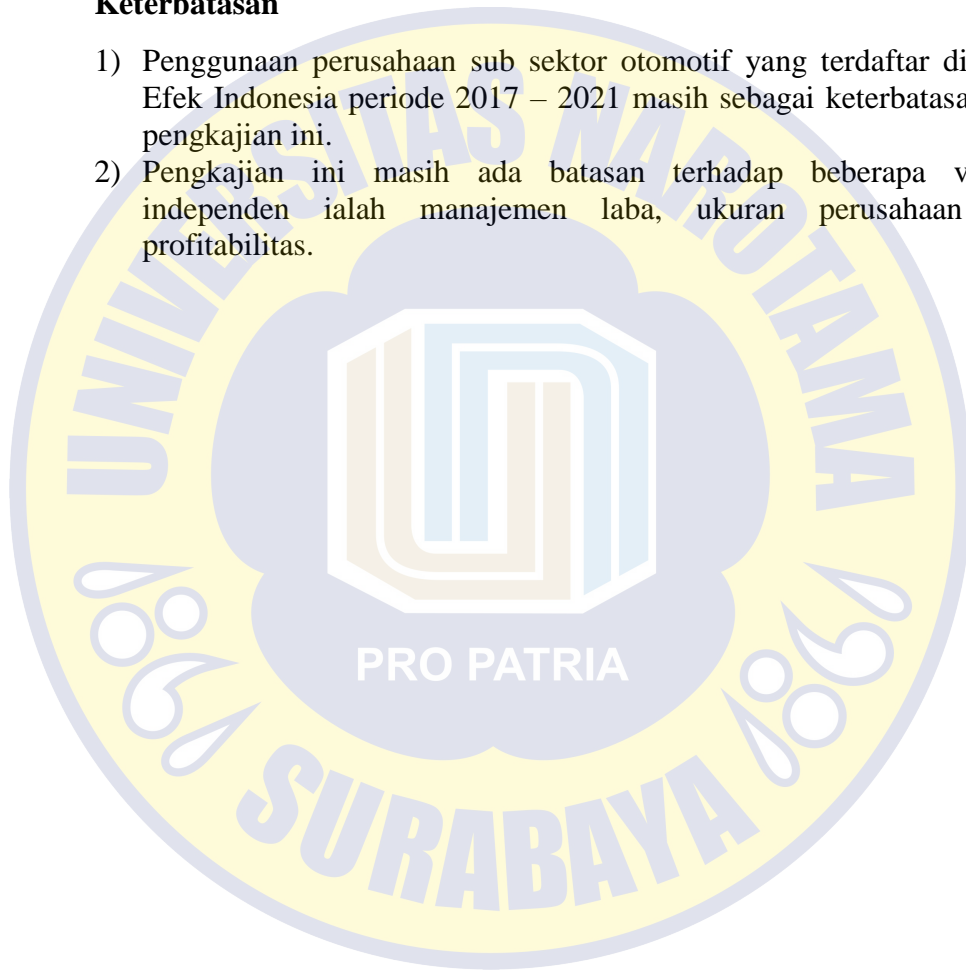 Keterbatasan
1) Penggunaan perusahaan sub sektor otomotif yang terdaftar di
Efek Indonesia periode 2017 – 2021 masih sebagai
pengkajian ini.
2) Pengkajian ini masih ada batasan terhadap beberapa
independen ialah manajemen laba, ukuran perusahaan
profitabilitas.
UNIVERSITAS NAROTAMA
PRO PATRIA
1981
SURABAYA
1981